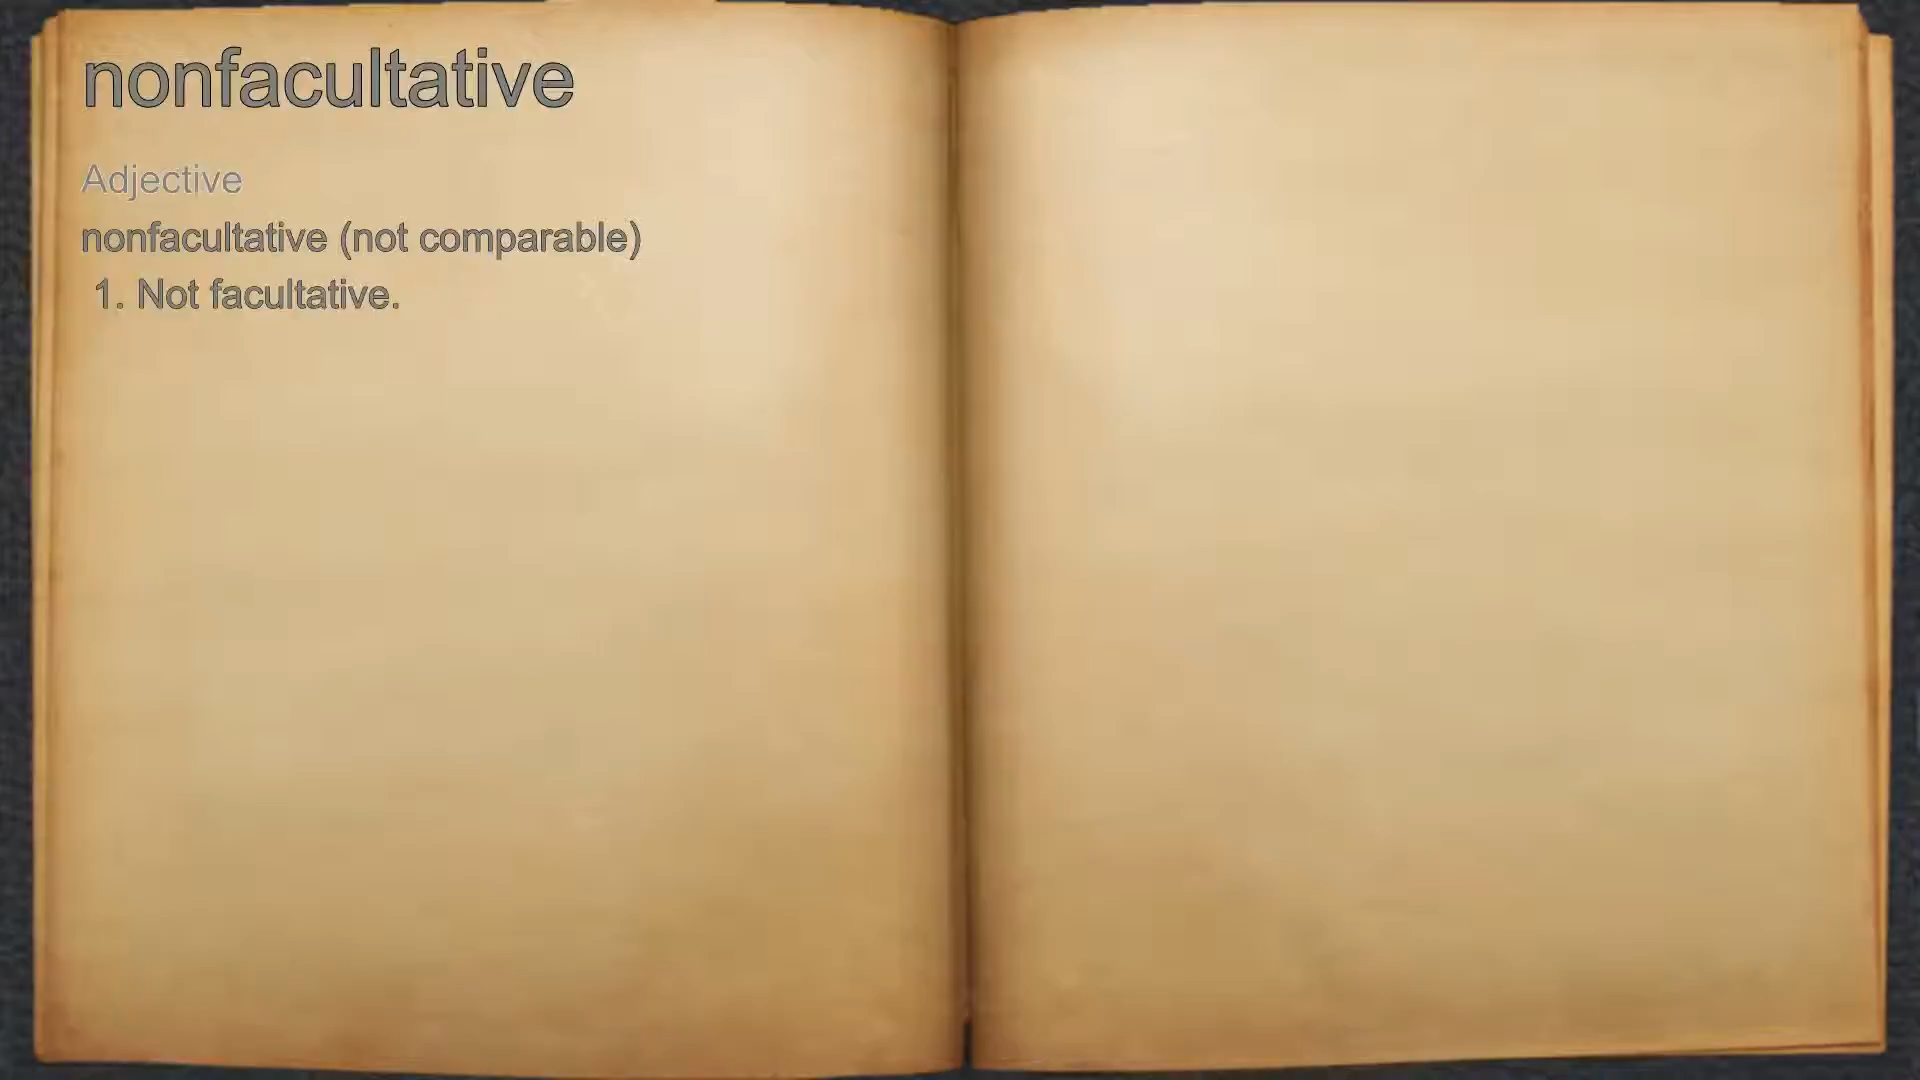 nonfacultative
Adjective
nonfacultative (not comparable)
1. Not facultative.